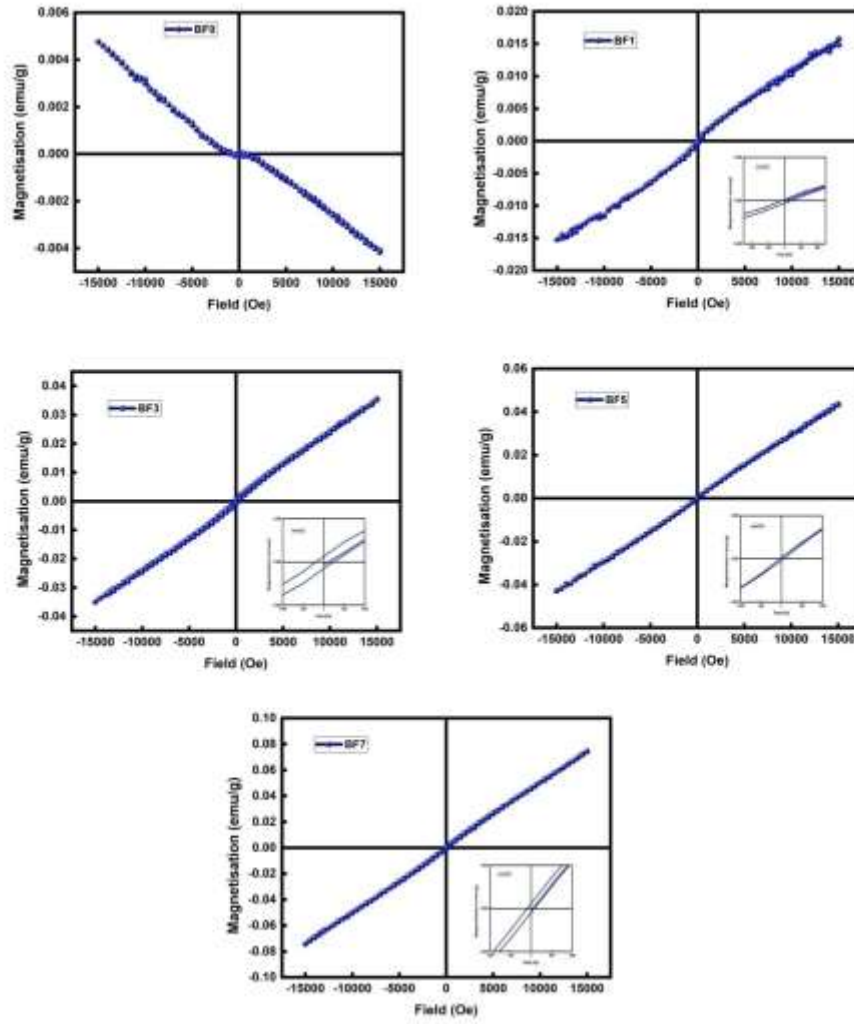 0.006
0.004
0.002
0.000
-0.002
-0.004
BF0
Magnetisation (emu/g)
-15000 -10000 -5000 0 5000 10000 15000
Field (Oe)
0.020
0.015
0.010
0.005
0.000
-0.005
-0.010
-0.015
-0.020
BF1
Magnetisation (emu/g)
-15000 -10000 -5000 0 5000 10000 15000
Field (Oe)
0.04
0.03
0.02
0.01
0.00
-0.01
-0.02
-0.03
-0.04
BF3
Magnetisation (emu/g)
-15000 -10000 -5000 0 5000 10000 15000
Field (Oe)
0.06
0.04
0.02
0.00
-0.02
-0.04
-0.06
BF5
Magnetisation (emu/g)
-15000 -10000 -5000 0 5000 10000 15000
Field (Oe)
0.10
0.08
0.06
0.04
0.02
0.00
-0.02
-0.04
-0.06
-0.08
-0.10
BF7
Magnetisation (emu/g)
-15000 -10000 -5000 0 5000 10000 15000
Field (Oe)